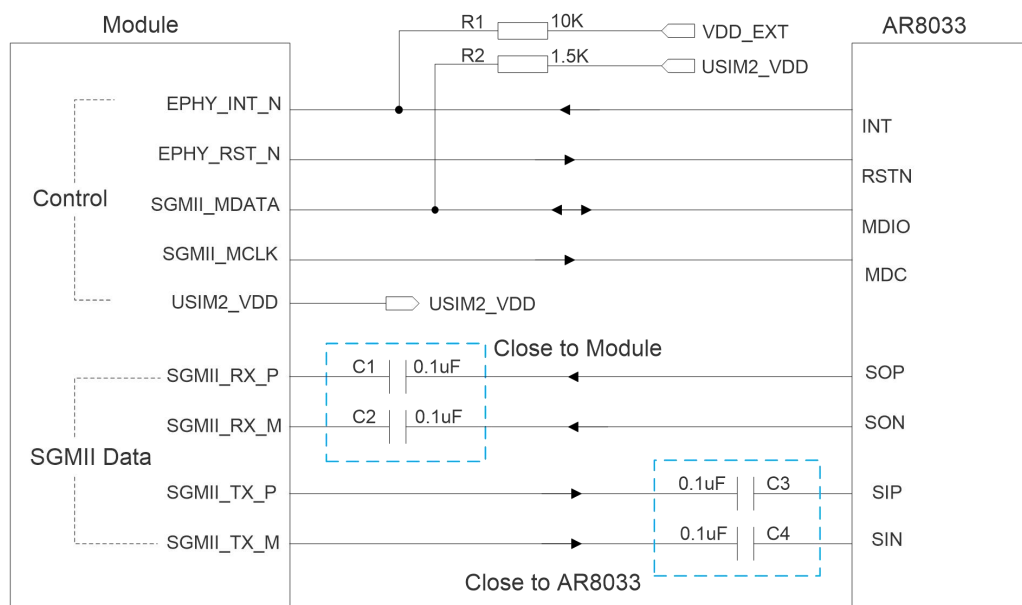 Module
R1 10K VDD_EXT AR8033
R2 1.5K USIM2_VDD
EPHY_INT_N INT
EPHY_RST_N RSTN
Control
SGMII_MDATA MDIO
SGMII_MCLK MDC
USIM2_VDD USIM2_VDD
Close to Module
SGMII_RX_P C1 0.1uF SOP
SGMII_RX_M C2 0.1uF SON
SGMII Data
SGMII_TX_P 0.1uF C3 SIP
SGMII_TX_M 0.1uF C4 SIN
Close to AR8033